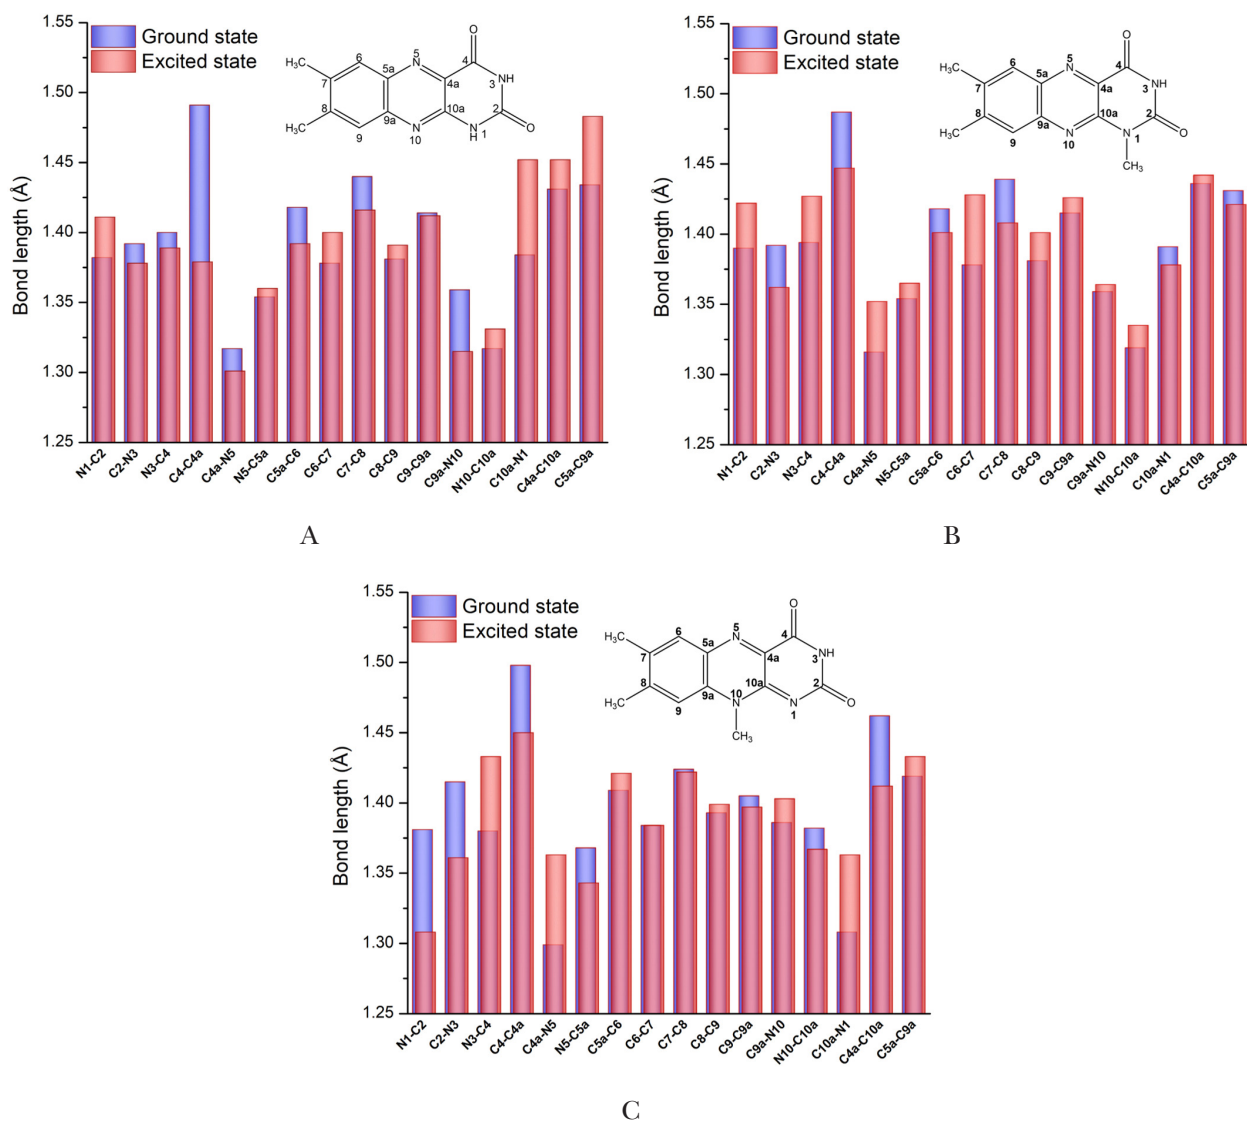 1.55
1.50
1.45
1.40
1.35
1.30
1.25
Bond length (Å)
Ground state
Excited state
O
H₃C
H₃C
6
7
8
9
5a
9a
N
5
N
10
4a
10a
4
3
NH
2
N
H
1
O
N1-C2
C2-N3
N3-C4
C4-C4a
C4a-N5
N5-C5a
C5a-C6
C6-C7
C7-C8
C8-C9
C9-C9a
C9a-N10
N10-C10a
C10a-N1
C4a-C10a
C5a-C9a
A
1.55
1.50
1.45
1.40
1.35
1.30
1.25
Bond length (Å)
Ground state
Excited state
O
H₃C
H₃C
6
7
8
9
5a
9a
5
N
N
10
4a
10a
4
3
NH
2
N
1
CH₃
O
N1-C2
C2-N3
N3-C4
C4-C4a
C4a-N5
N5-C5a
C5a-C6
C6-C7
C7-C8
C8-C9
C9-C9a
C9a-N10
N10-C10a
C10a-N1
C4a-C10a
C5a-C9a
B
1.55
1.50
1.45
1.40
1.35
1.30
1.25
Bond length (Å)
Ground state
Excited state
O
H₃C
H₃C
6
7
8
9
5a
9a
5
N
10
N
CH₃
4a
10a
4
3
NH
2
N
1
O
N1-C2
C2-N3
N3-C4
C4-C4a
C4a-N5
N5-C5a
C5a-C6
C6-C7
C7-C8
C8-C9
C9-C9a
C9a-N10
N10-C10a
C10a-N1
C4a-C10a
C5a-C9a
C